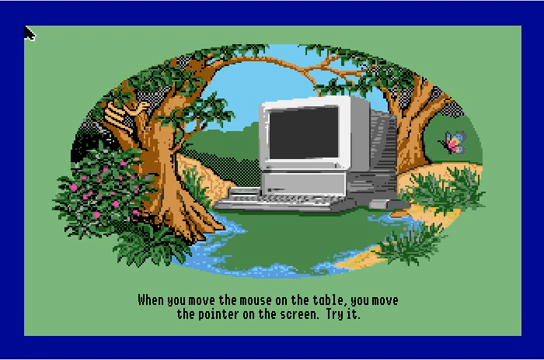 When you move the mouse on the table, you move
the pointer on the screen. Try it.